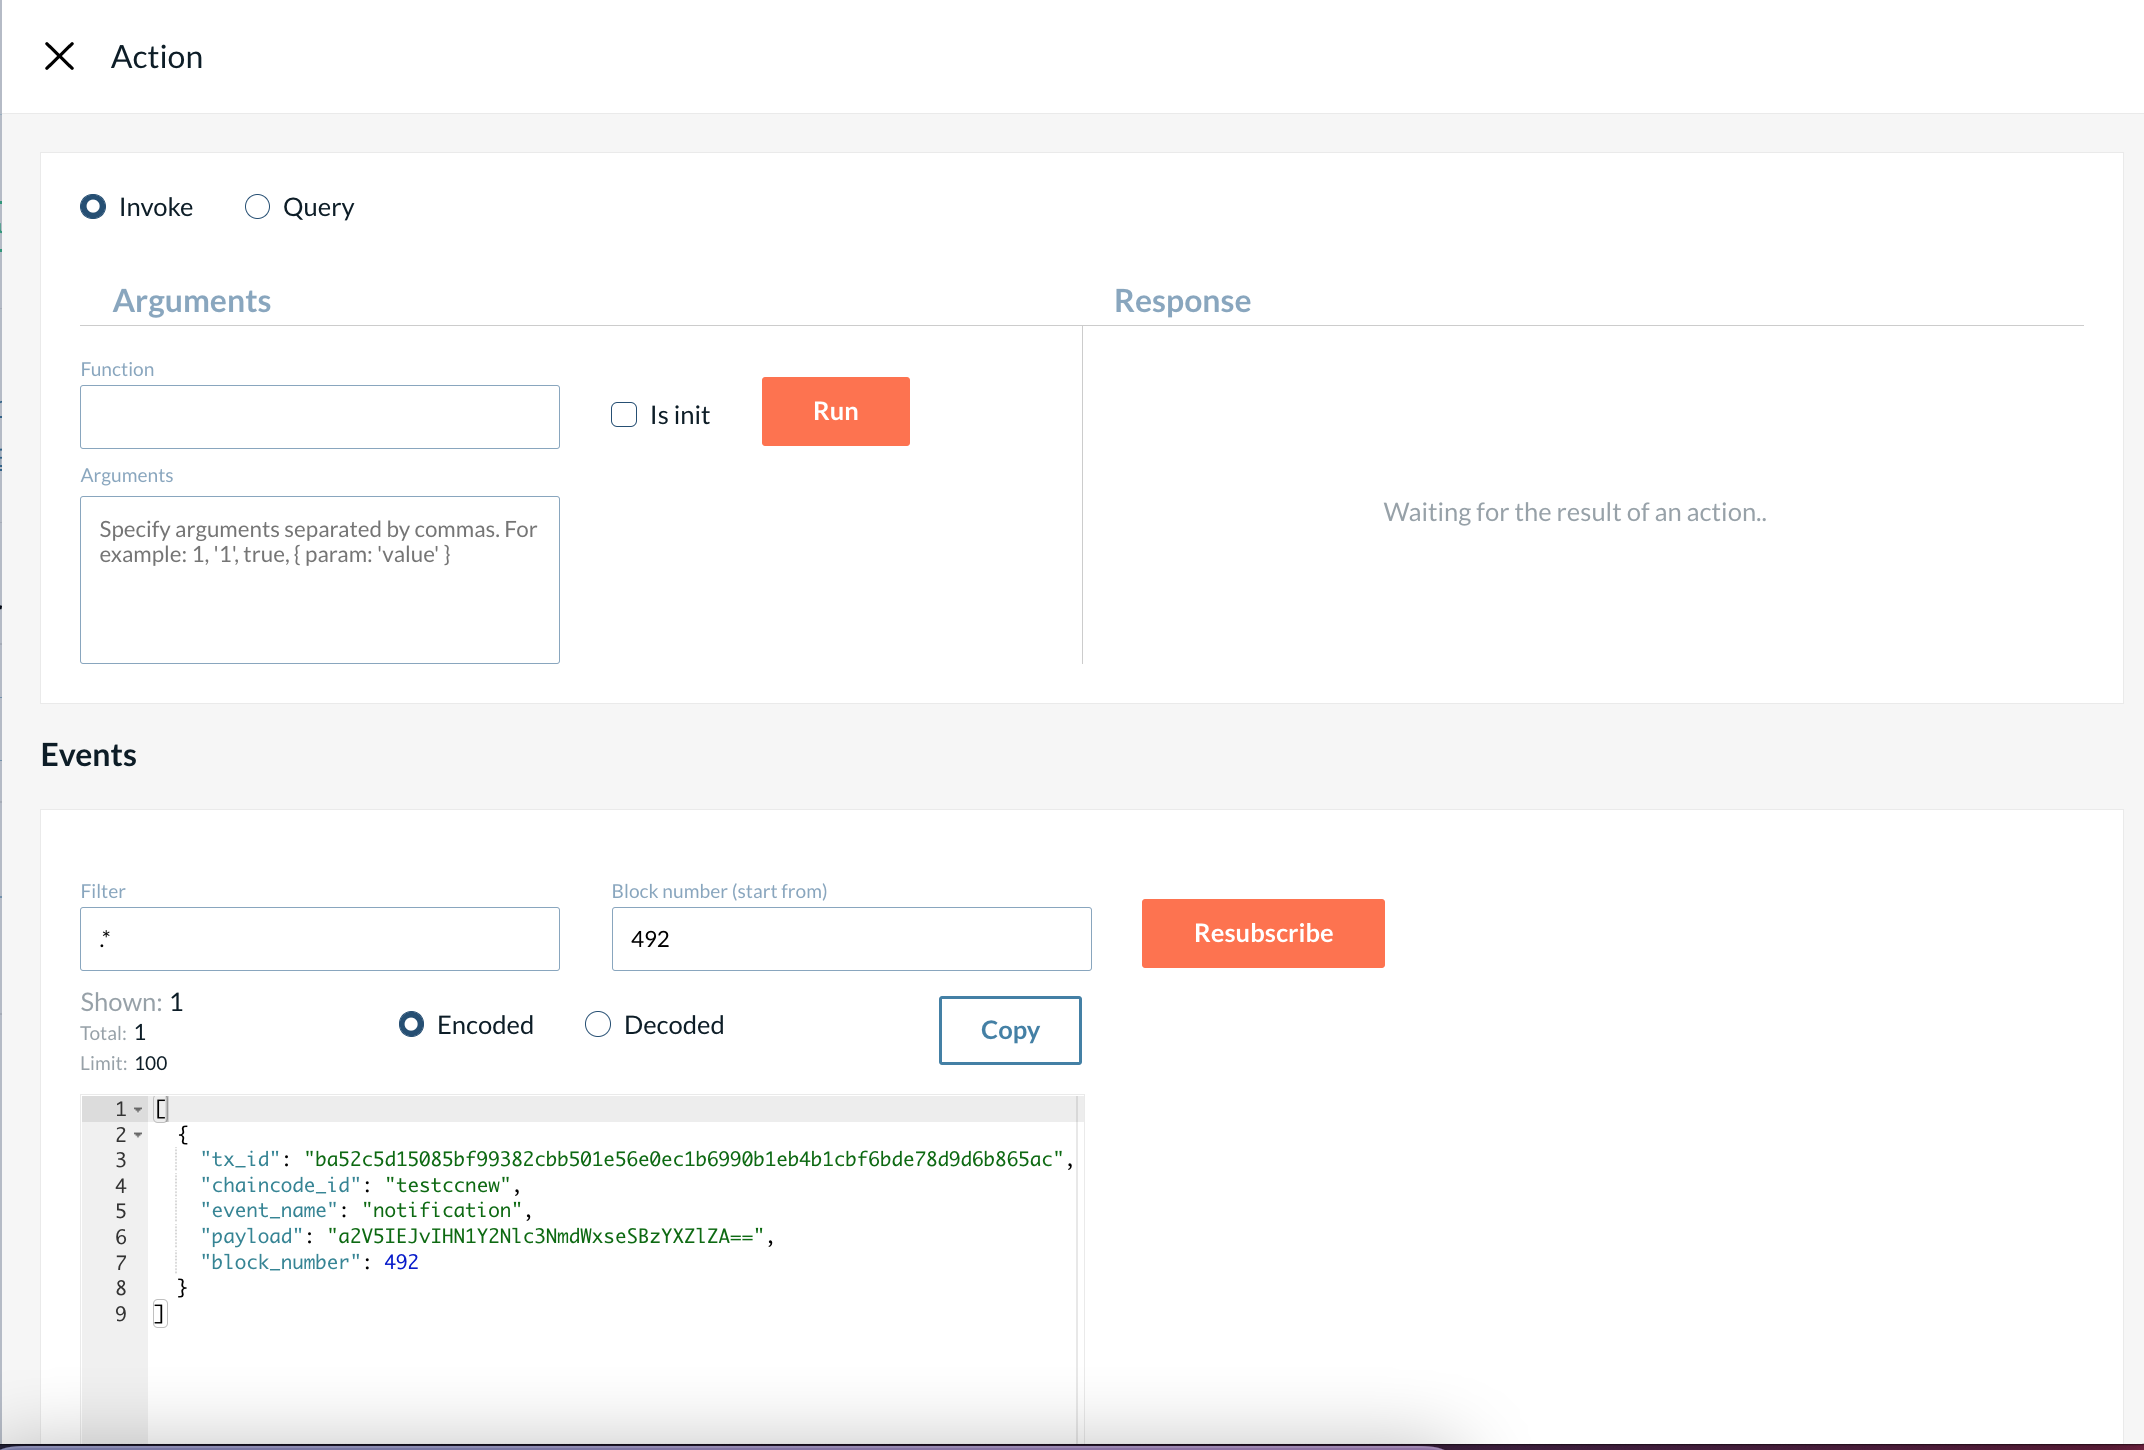 Action
Invoke
Query
Arguments
Response
Function
Is init
Run
Arguments
Specify arguments separated by commas. For
example: 1, '1', true, { param: 'value' }
Waiting for the result of an action..
Events
Filter
Block number (start from)
.*
492
Resubscribe
Shown: 1
Total: 1
Limit: 100
Encoded
Decoded
Copy
1 [
2 {
3 "tx_id": "ba52c5d15085bf99382cbb501e56e0ec1b6990b1eb4b1cbf6bde78d9d6b865ac",
4 "chaincode_id": "testccnew",
5 "event_name": "notification",
6 "payload": "a2V5IEJvIHN1Y2Nlc3NmdWxseSBzYXZlZA==",
7 "block_number": 492
8 }
9 ]